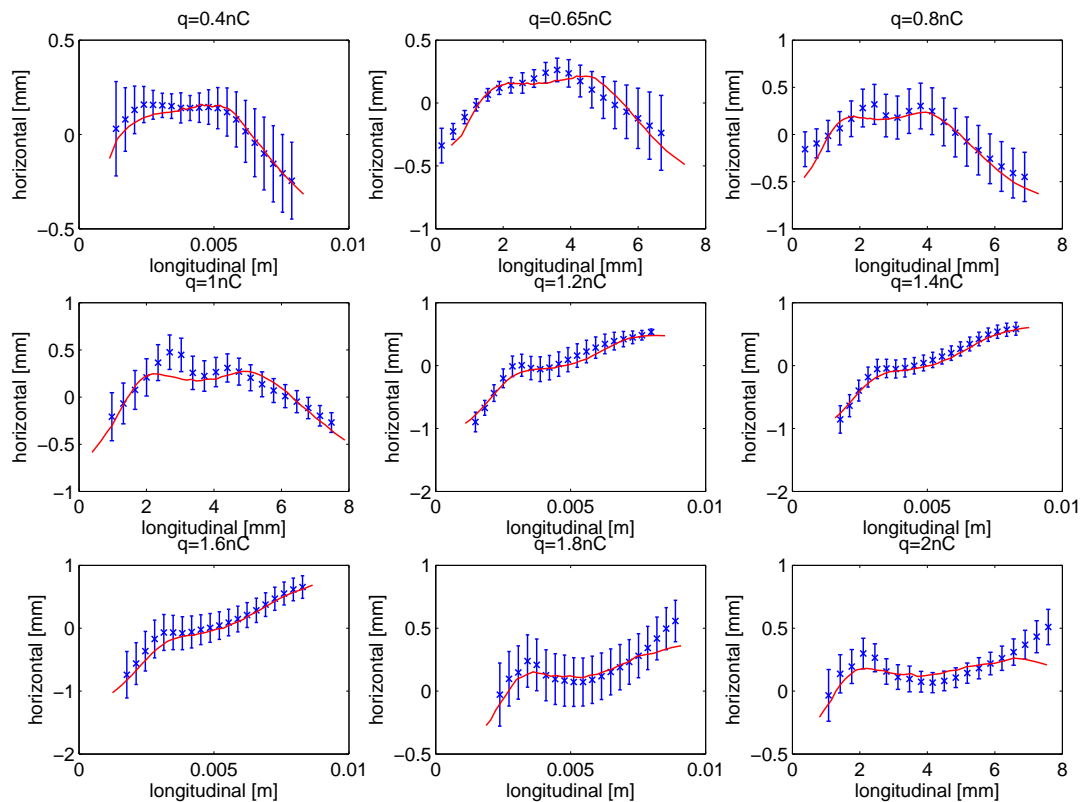 q=0.4nC
q=0.65nC
q=0.8nC
0.5
0.5
1
0
0
0.5
−0.5
0
−0.5
−1
−0.5
−1
horizontal [mm]
horizontal [mm]
horizontal [mm]
0 0.005 0.01
0 2 4 6 8
0 2 4 6 8
longitudinal [m]
longitudinal [mm]
longitudinal [mm]
q=1nC
q=1.2nC
q=1.4nC
1
0.5
0
−0.5
−1
1
0
−1
−2
1
0
−1
−2
horizontal [mm]
horizontal [mm]
horizontal [mm]
0 2 4 6 8
0 0.005 0.01
0 0.005 0.01
longitudinal [mm]
longitudinal [m]
longitudinal [m]
q=1.6nC
q=1.8nC
q=2nC
1
0
−1
−2
1
0.5
0
−0.5
1
0.5
0
−0.5
horizontal [mm]
horizontal [mm]
horizontal [mm]
0 0.005 0.01
0 0.005 0.01
0 2 4 6 8
longitudinal [m]
longitudinal [m]
longitudinal [mm]